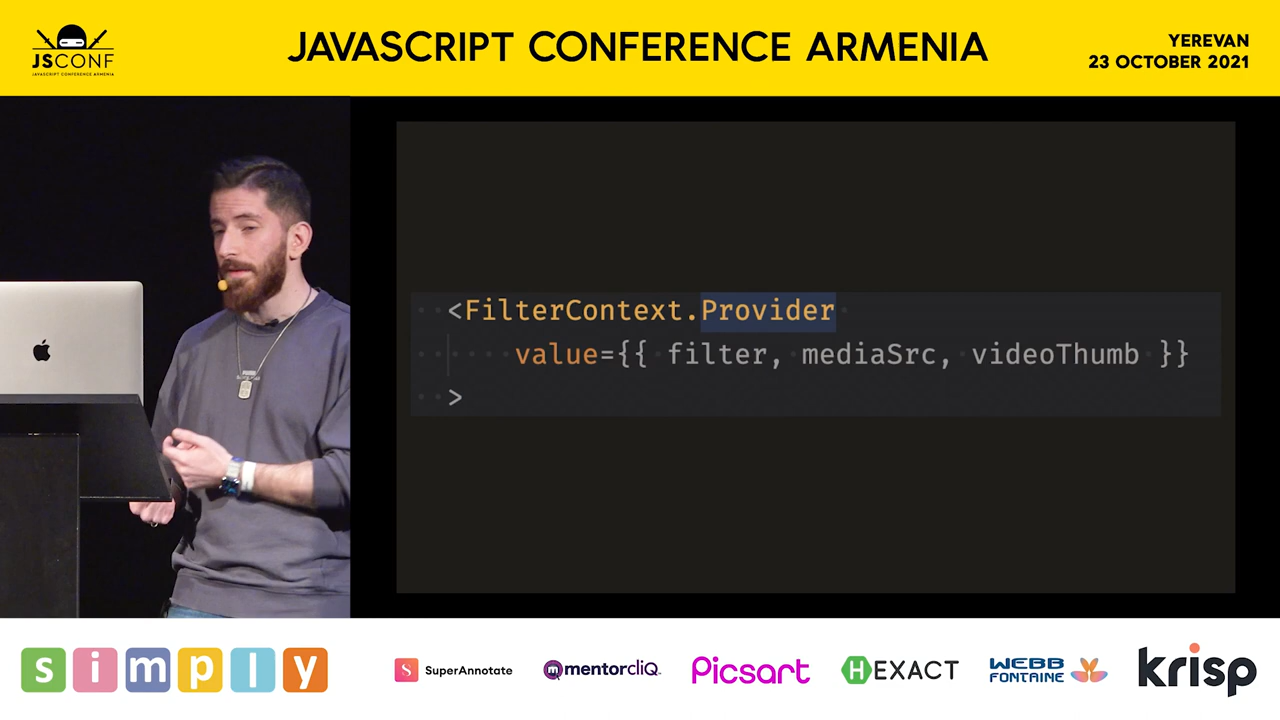 JSCONF
JAVASCRIPT CONFERENCE ARMENIA
JAVASCRIPT CONFERENCE ARMENIA
YEREVAN
23 OCTOBER 2021
<FilterContext.Provider
value={{ filter, mediaSrc, videoThumb }}
>
simply
SuperAnnotate
mentorcliQ
Picsart
HEXACT
WEBB
FONTAINE
krisp